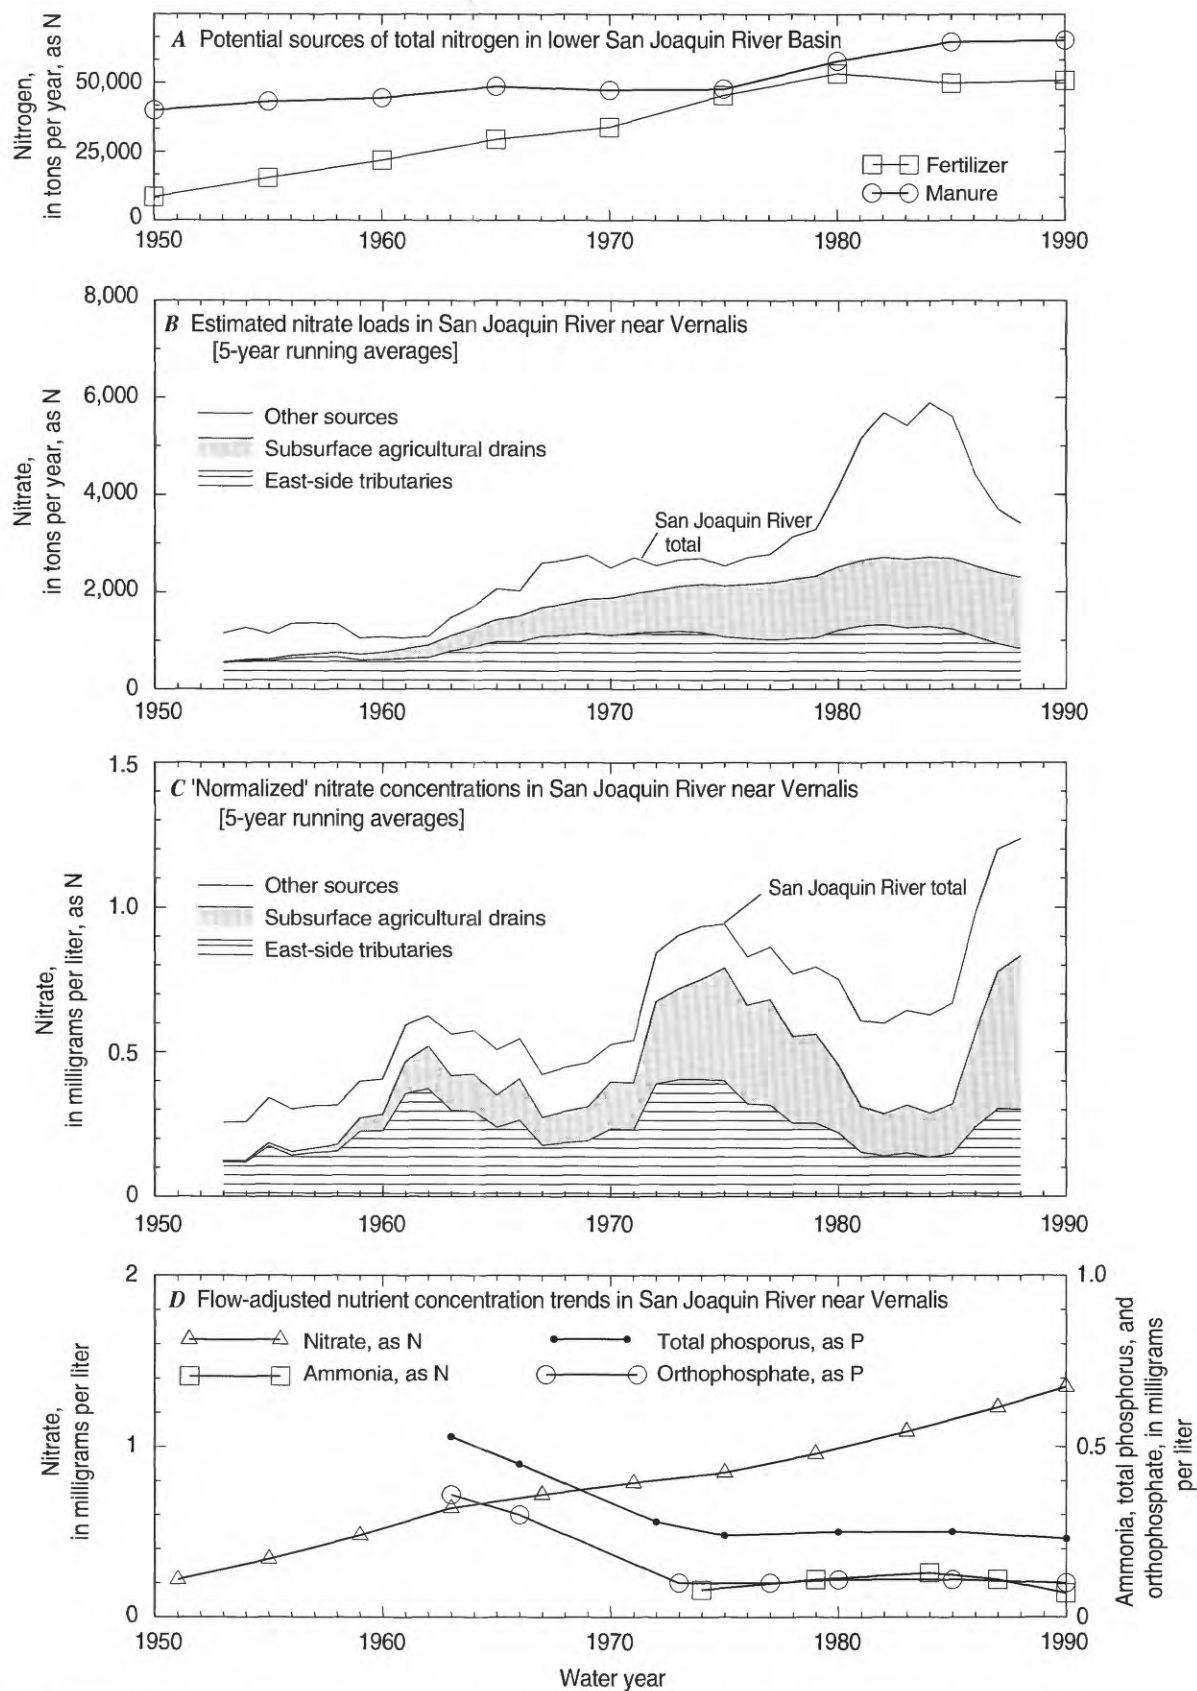 A Potential sources of total nitrogen in lower San Joaquin River Basin
Nitrogen,
in tons per year, as N
50,000
25,000
0
Fertilizer
Manure
1950
1960
1970
1980
1990
B Estimated nitrate loads in San Joaquin River near Vernalis
[5-year running averages]
Nitrate,
in tons per year, as N
8,000
6,000
4,000
2,000
0
Other sources
Subsurface agricultural drains
East-side tributaries
San Joaquin River
total
1950
1960
1970
1980
1990
C 'Normalized' nitrate concentrations in San Joaquin River near Vernalis
[5-year running averages]
Nitrate,
in milligrams per liter, as N
1.5
1.0
0.5
0
Other sources
Subsurface agricultural drains
East-side tributaries
San Joaquin River total
1950
1960
1970
1980
1990
D Flow-adjusted nutrient concentration trends in San Joaquin River near Vernalis
Nitrate,
in milligrams per liter
2
1
0
Nitrate, as N
Ammonia, as N
Total phosporus, as P
Orthophosphate, as P
1.0
0.5
0
Ammonia, total phosphorus, and
orthophosphate, in milligrams
per liter
1950
1960
1970
1980
1990
Water year